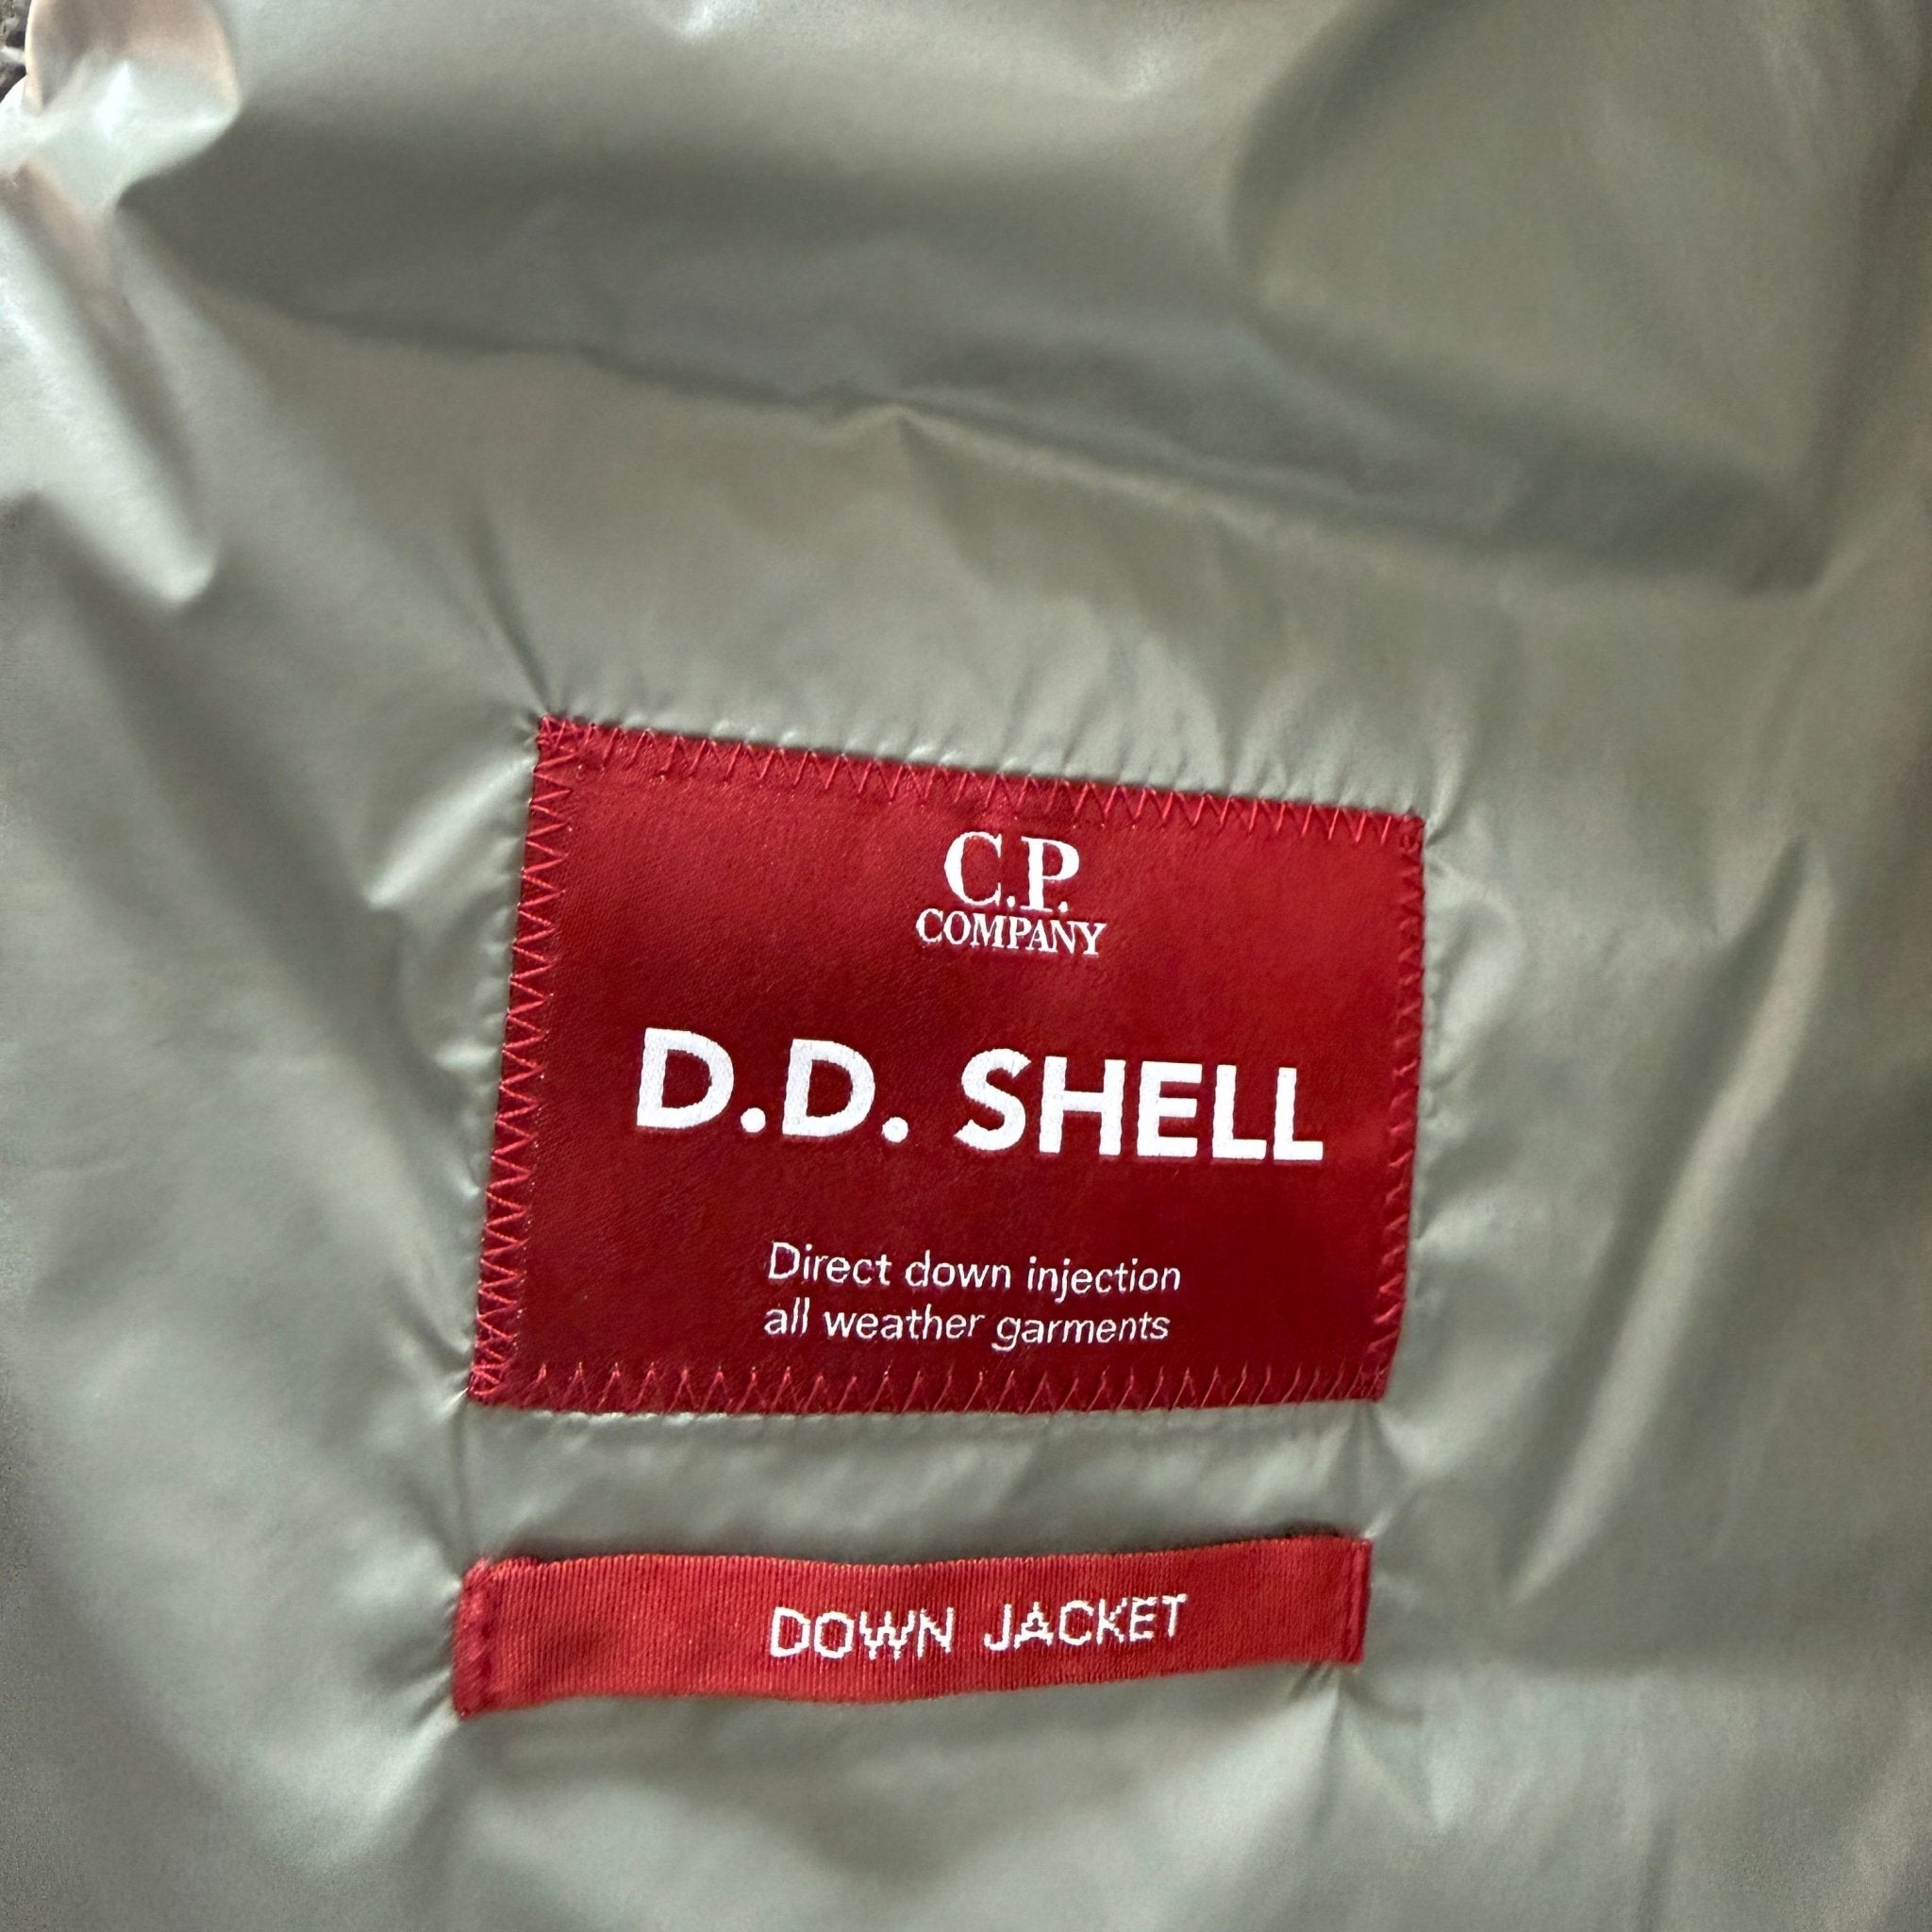 C.P.
COMPANY
D.D. SHELL
Direct down injection
all weather garments
DOWN JACKET